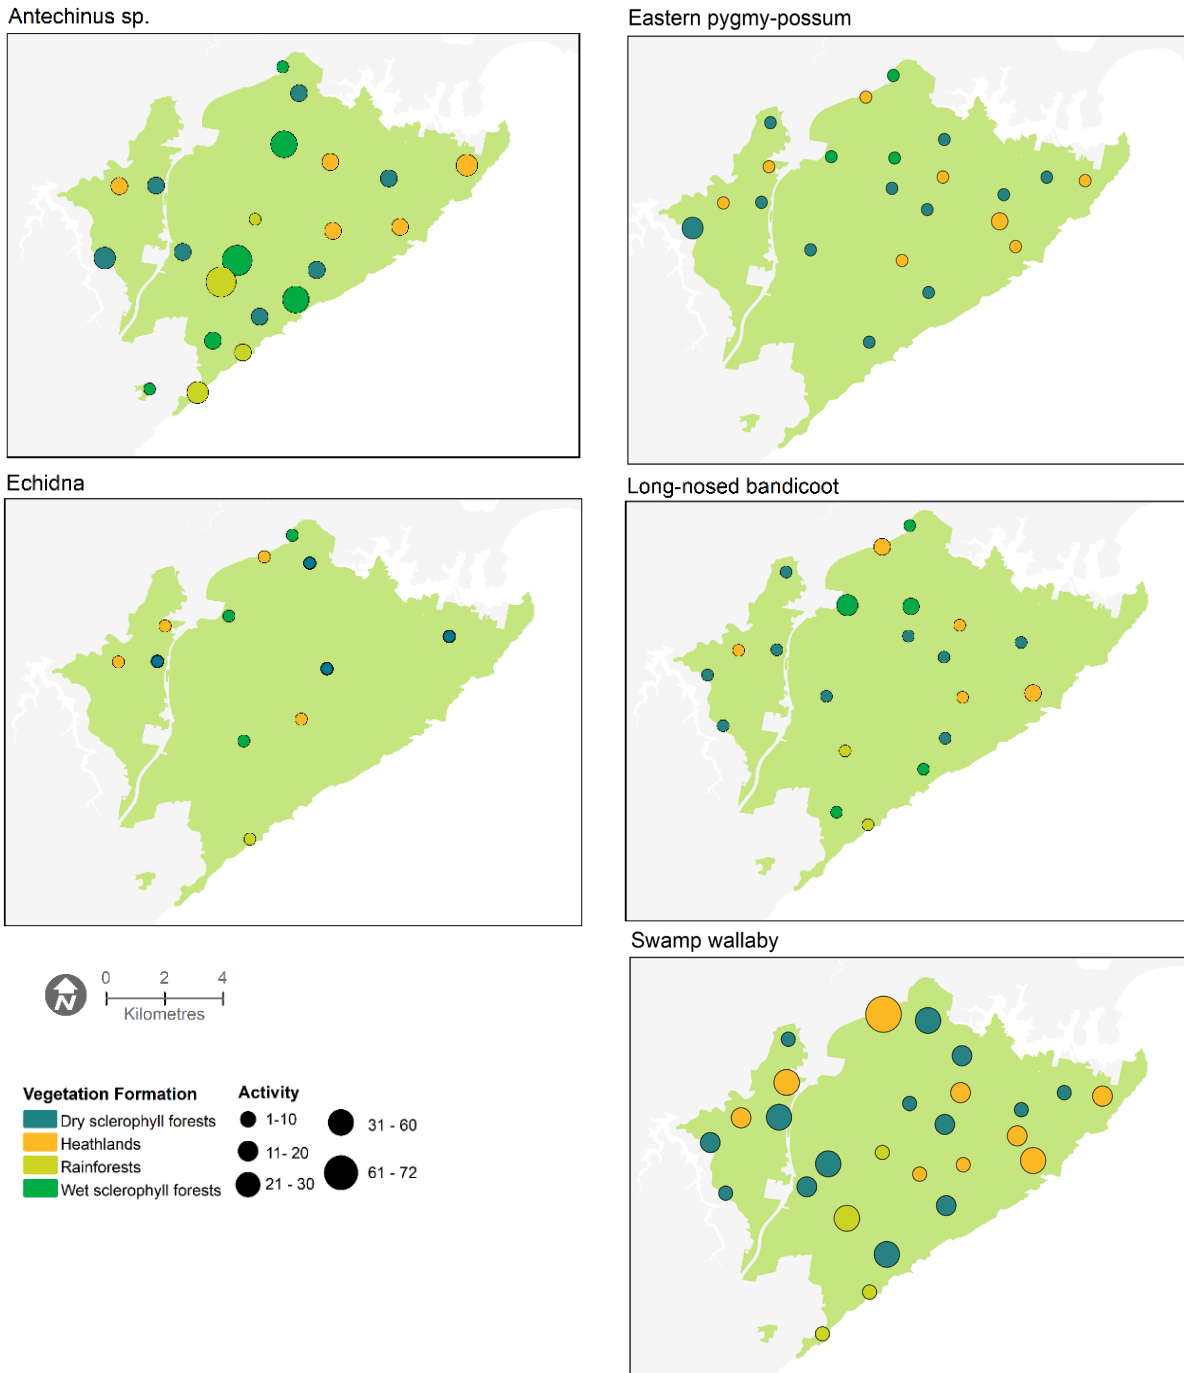 Antechinus sp.
Eastern pygmy-possum
Echidna
Long-nosed bandicoot
Swamp wallaby
N
0 2 4
Kilometres
Vegetation Formation
Dry sclerophyll forests
Heathlands
Rainforests
Wet sclerophyll forests
Activity
1-10
11- 20
21 - 30
31 - 60
61 - 72